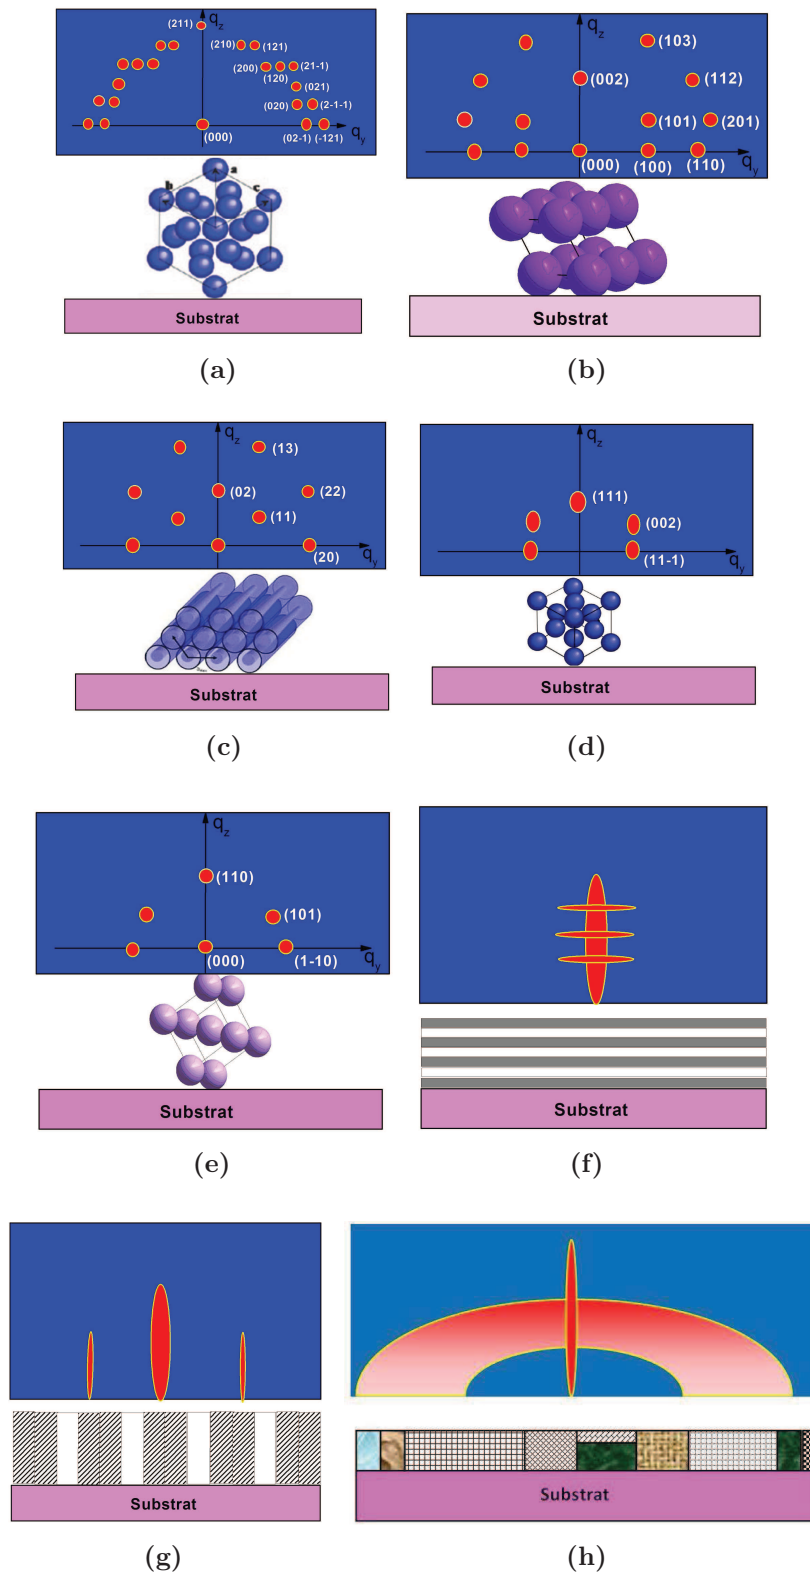 q_z
(211)
(210) (121)
(200) (21-1)
(120)
(021)
(020) (2-1-1)
(000) (02-1) (-121) q_y
b a c
Substrat
(a)
q_z
(103)
(002) (112)
(101) (201)
q_y
(000) (100) (110)
Substrat
(b)
q_z
(13)
(02) (22)
(11)
(20) q_y
Substrat
(c)
q_z
(111)
(002)
(11-1) q_y
Substrat
(d)
q_z
(110)
(101)
(000) (1-10) q_y
Substrat
(e)
Substrat
(f)
Substrat
(g)
Substrat
(h)